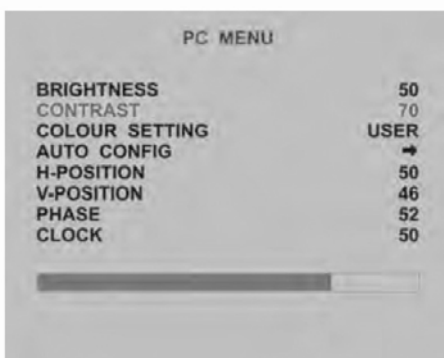 PC MENU
BRIGHTNESS 50
CONTRAST 70
COLOUR SETTING USER
AUTO CONFIG ➡
H-POSITION 50
V-POSITION 46
PHASE 52
CLOCK 50